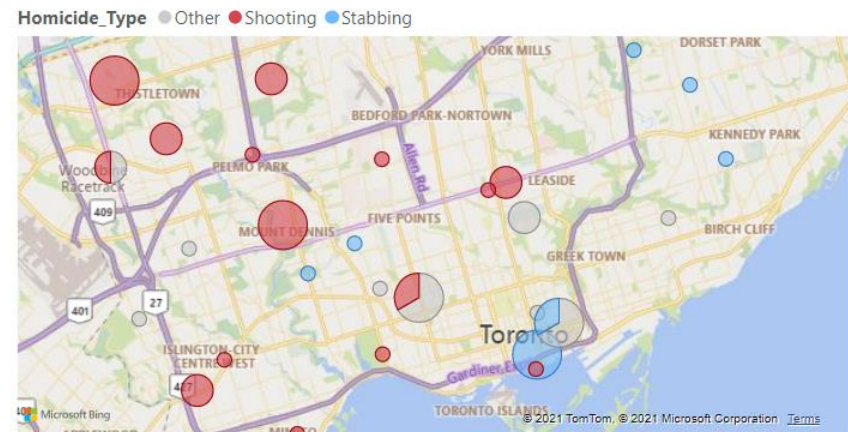 Homicide_Type Other Shooting Stabbing
YORK MILLS
DORSET PARK
THISTLETOWN
BEDFORD PARK-NORTOWN
KENNEDY PARK
Allen Rd
Woodbine
Racetrack
PELMO PARK
LEASIDE
409
FIVE POINTS
MOUNT DENNIS
BIRCH CLIFF
GREEK TOWN
401
27
Toronto
ISLINGTON-CITY
CENTRE WEST
Gardiner
427
TORONTO ISLANDS
Microsoft Bing
© 2021 TomTom, © 2021 Microsoft Corporation Terms